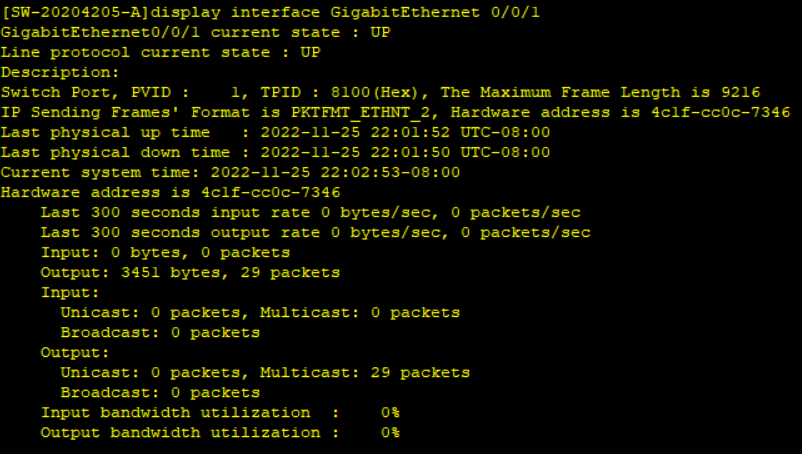 [SW-20204205-A]display interface GigabitEthernet 0/0/1
GigabitEthernet0/0/1 current state : UP
Line protocol current state : UP
Description:
Switch Port, PVID :    1, TPID : 8100(Hex), The Maximum Frame Length is 9216
IP Sending Frames' Format is PKTFMT_ETHNT_2, Hardware address is 4c1f-cc0c-7346
Last physical up time   : 2022-11-25 22:01:52 UTC-08:00
Last physical down time : 2022-11-25 22:01:50 UTC-08:00
Current system time: 2022-11-25 22:02:53-08:00
Hardware address is 4c1f-cc0c-7346
    Last 300 seconds input rate 0 bytes/sec, 0 packets/sec
    Last 300 seconds output rate 0 bytes/sec, 0 packets/sec
    Input: 0 bytes, 0 packets
    Output: 3451 bytes, 29 packets
    Input:
      Unicast: 0 packets, Multicast: 0 packets
      Broadcast: 0 packets
    Output:
      Unicast: 0 packets, Multicast: 29 packets
      Broadcast: 0 packets
    Input bandwidth utilization  :    0%
    Output bandwidth utilization :    0%